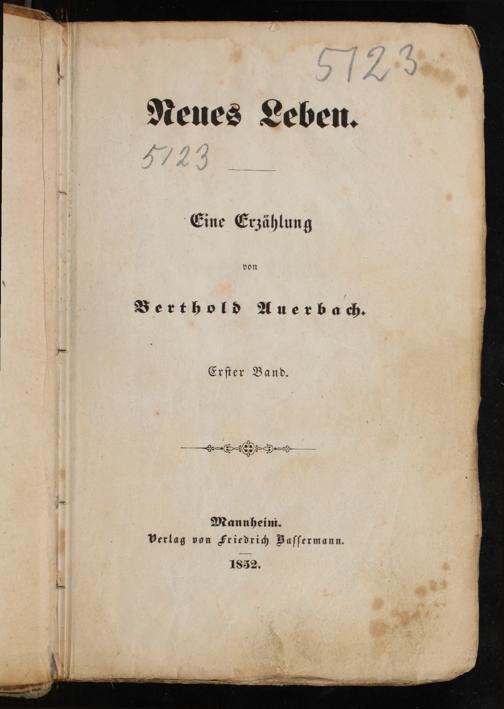 5123
Neues Leben.
5123
Eine Erzählung
von
Berthold Auerbach.
Erster Band.
Mannheim.
Verlag von Friedrich Bassermann.
1852.